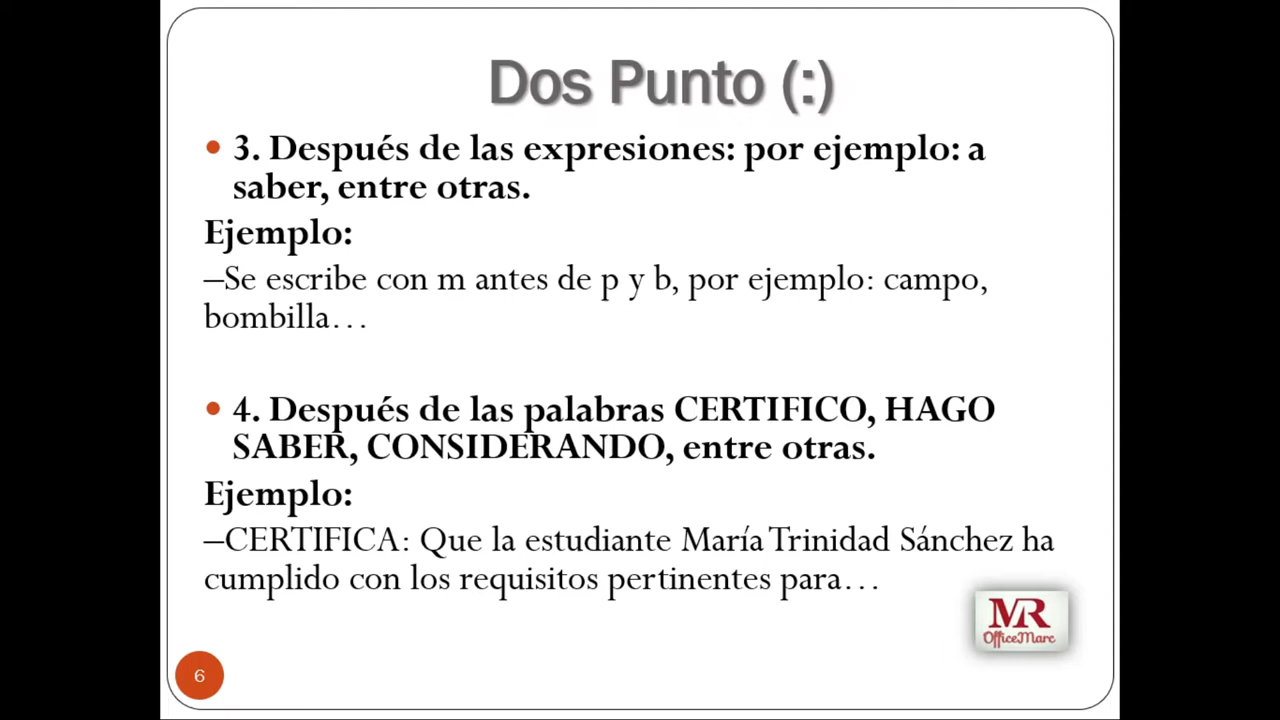 Dos Punto (:)
• 3. Después de las expresiones: por ejemplo: a
saber, entre otras.
Ejemplo:
–Se escribe con m antes de p y b, por ejemplo: campo,
bombilla…
• 4. Después de las palabras CERTIFICO, HAGO
SABER, CONSIDERANDO, entre otras.
Ejemplo:
–CERTIFICA: Que la estudiante María Trinidad Sánchez ha
cumplido con los requisitos pertinentes para…
MR
OfficeMarc
6